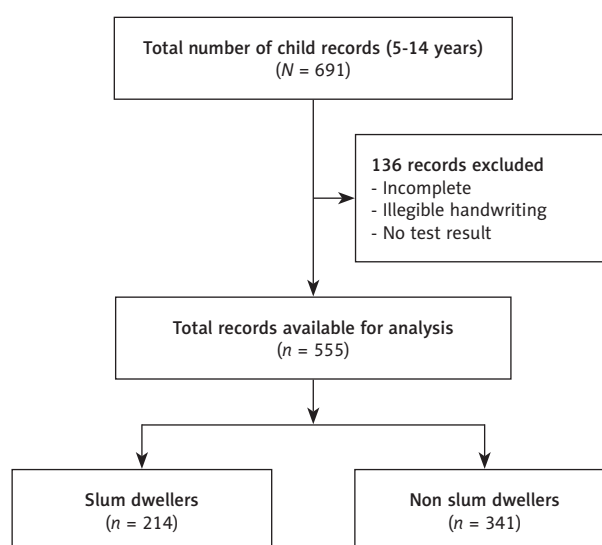 Total number of child records (5-14 years)
(N = 691)
136 records excluded
- Incomplete
- Illegible handwriting
- No test result
Total records available for analysis
(n = 555)
Slum dwellers
(n = 214)
Non slum dwellers
(n = 341)